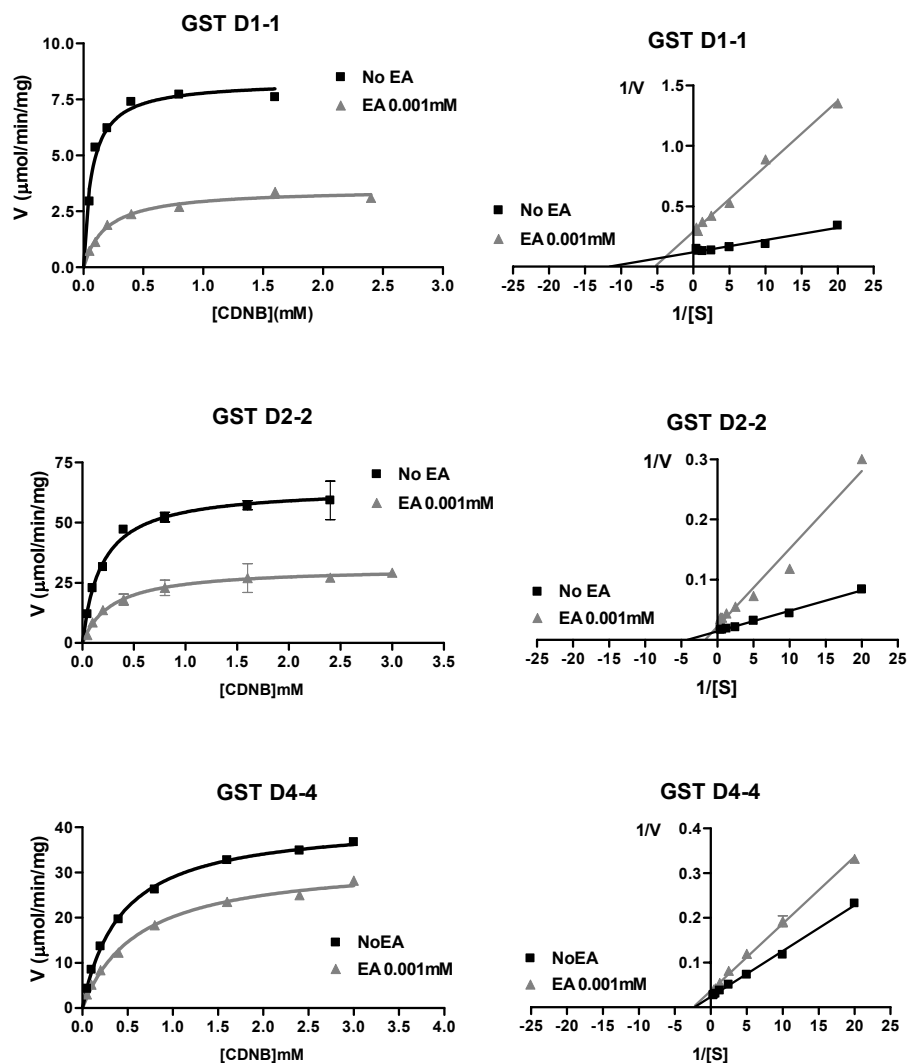 GST D1-1
V (μmol/min/mg)
10.0
7.5
5.0
2.5
0.0
No EA
EA 0.001mM
0.0 0.5 1.0 1.5 2.0 2.5 3.0
[CDNB](mM)
GST D1-1
1/V
1.5
1.0
0.5
No EA
EA 0.001mM
-25 -20 -15 -10 -5 0 5 10 15 20 25
1/[S]
GST D2-2
V (μmol/min/mg)
75
50
25
0
No EA
EA 0.001mM
0.0 0.5 1.0 1.5 2.0 2.5 3.0 3.5
[CDNB]mM
GST D2-2
1/V
0.3
0.2
0.1
No EA
EA 0.001mM
-25 -20 -15 -10 -5 0 5 10 15 20 25
1/[S]
GST D4-4
V (μmol/min/mg)
40
30
20
10
0
NoEA
EA 0.001mM
0.0 0.5 1.0 1.5 2.0 2.5 3.0 3.5 4.0
[CDNB]mM
GST D4-4
1/V
0.4
0.3
0.2
0.1
NoEA
EA 0.001mM
-25 -20 -15 -10 -5 0 5 10 15 20 25
1/[S]